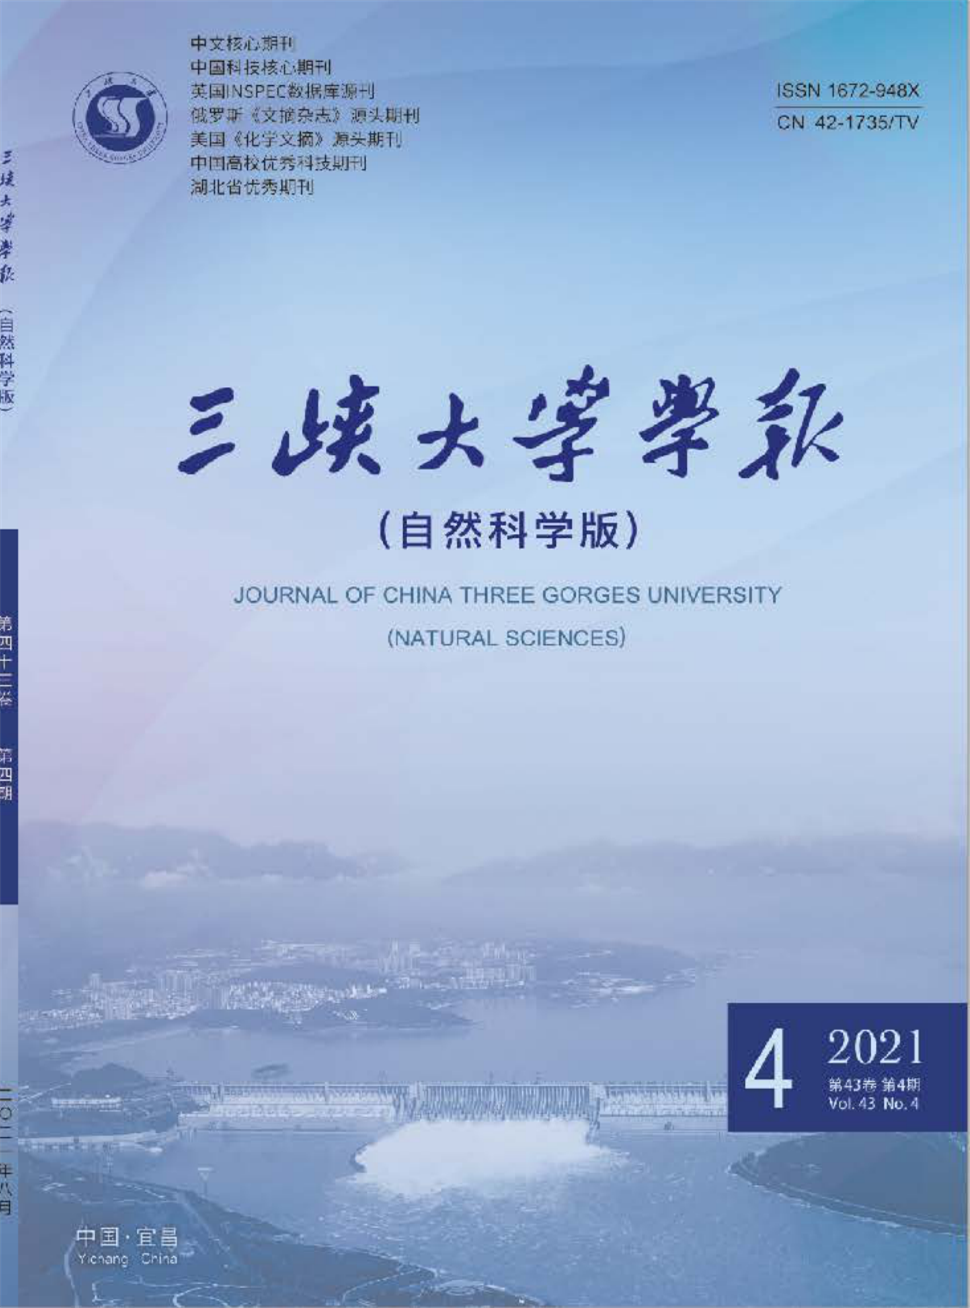 中文核心期刊
中国科技核心期刊
英国INSPEC数据库源刊
俄罗斯《文摘杂志》源头期刊
美国《化学文摘》源头期刊
中国高校优秀科技期刊
湖北省优秀期刊
ISSN 1672-948X
CN 42-1735/TV
三峡大学學报
(自然科学版)
JOURNAL OF CHINA THREE GORGES UNIVERSITY
(NATURAL SCIENCES)
4
2021
第43卷 第4期
Vol. 43 No. 4
中国·宜昌
Yichang China
三峡大学學报
(自然科学版)
第四十三卷
第四期
二〇二一年八月